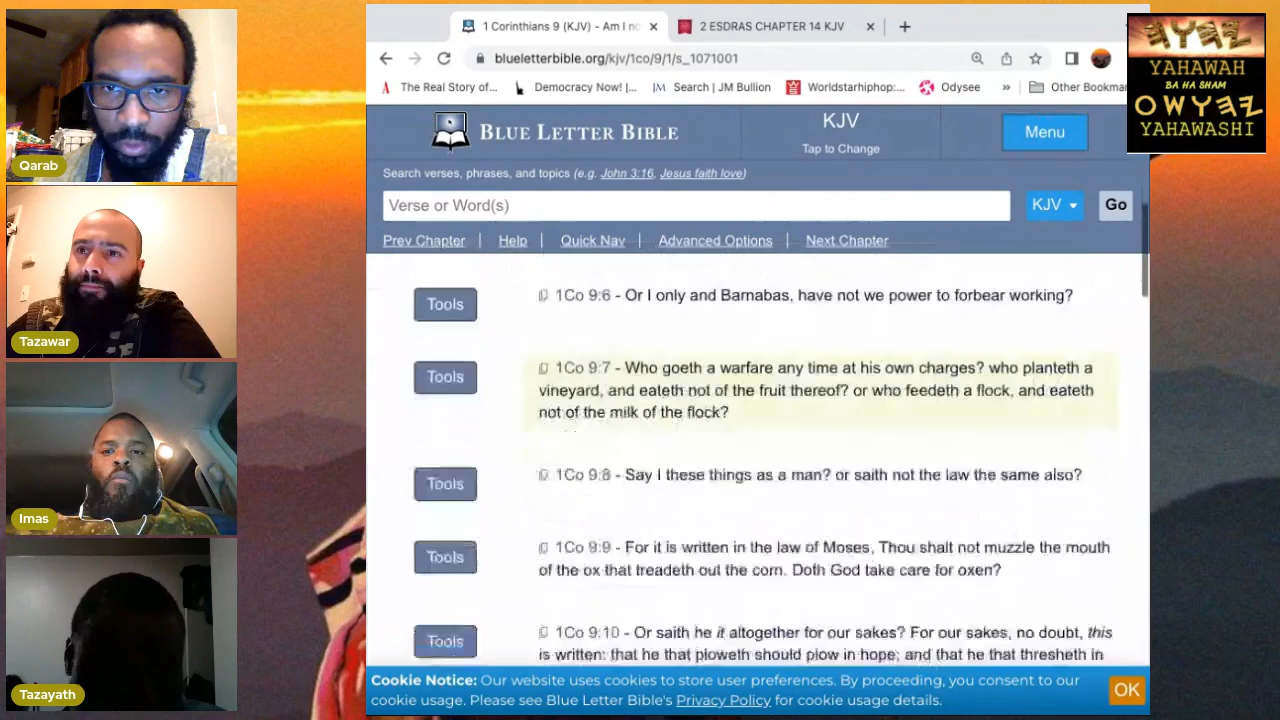 Qarab
Tazawar
Imas
Tazayath
1 Corinthians 9 (KJV) - Am I no
2 ESDRAS CHAPTER 14 KJV
blueletterbible.org/kjv/1co/9/1/s_1071001
The Real Story of...
Democracy Now! |...
Search | JM Bullion
Worldstarhiphop:...
Odysee
»
Other Bookmar
BLUE LETTER BIBLE
KJV
Tap to Change
Menu
Search verses, phrases, and topics (e.g. John 3:16, Jesus faith love)
Verse or Word(s)
KJV
Go
Prev Chapter | Help | Quick Nav | Advanced Options | Next Chapter
Tools
1Co 9:6 - Or I only and Barnabas, have not we power to forbear working?
Tools
1Co 9:7 - Who goeth a warfare any time at his own charges? who planteth a
vineyard, and eateth not of the fruit thereof? or who feedeth a flock, and eateth
not of the milk of the flock?
Tools
1Co 9:8 - Say I these things as a man? or saith not the law the same also?
Tools
1Co 9:9 - For it is written in the law of Moses, Thou shalt not muzzle the mouth
of the ox that treadeth out the corn. Doth God take care for oxen?
Tools
1Co 9:10 - Or saith he it altogether for our sakes? For our sakes, no doubt, this
is written: that he that ploweth should plow in hope; and that he that thresheth in
Cookie Notice: Our website uses cookies to store user preferences. By proceeding, you consent to our
cookie usage. Please see Blue Letter Bible's Privacy Policy for cookie usage details.
OK
YAHAWAH
BA HA SHAM
YAHAWASHI